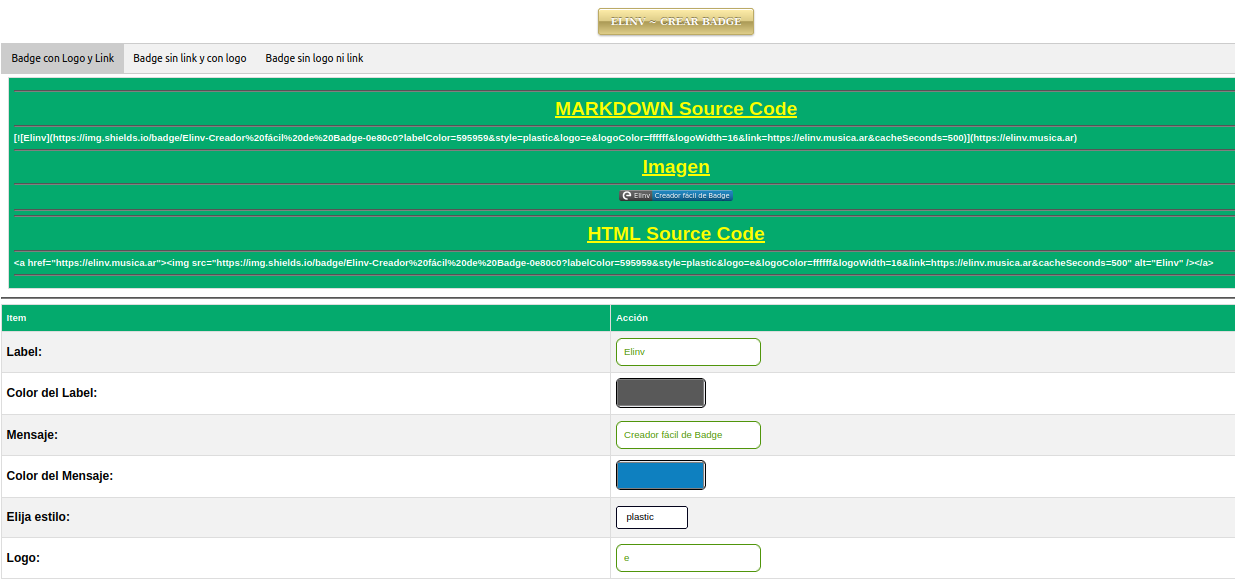 ELINV ~ CREAR BADGE
Badge con Logo y Link Badge sin link y con logo Badge sin logo ni link
MARKDOWN Source Code
[![Elinv](https://img.shields.io/badge/Elinv-Creador%20fácil%20de%20Badge-0e80c0?labelColor=595959&style=plastic&logo=e&logoColor=ffffff&logoWidth=16&link=https://elinv.musica.ar&cacheSeconds=500)](https://elinv.musica.ar)
Imagen
Elinv Creador fácil de Badge
HTML Source Code
<a href="https://elinv.musica.ar"><img src="https://img.shields.io/badge/Elinv-Creador%20fácil%20de%20Badge-0e80c0?labelColor=595959&style=plastic&logo=e&logoColor=ffffff&logoWidth=16&link=https://elinv.musica.ar&cacheSeconds=500" alt="Elinv" /></a>
Item Acción
Label: Elinv
Color del Label:
Mensaje: Creador fácil de Badge
Color del Mensaje:
Elija estilo: plastic
Logo: e